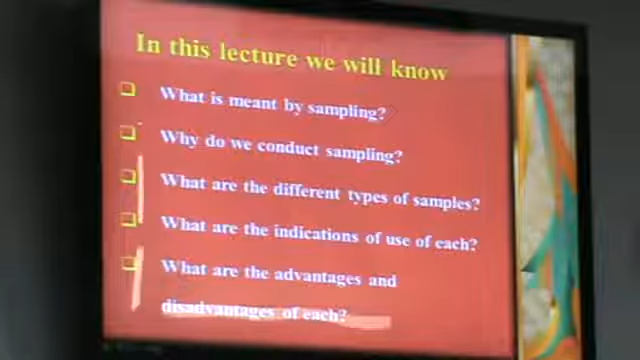 In this lecture we will know
What is meant by sampling?
Why do we conduct sampling?
What are the different types of samples?
What are the indications of use of each?
What are the advantages and
disadvantages of each?